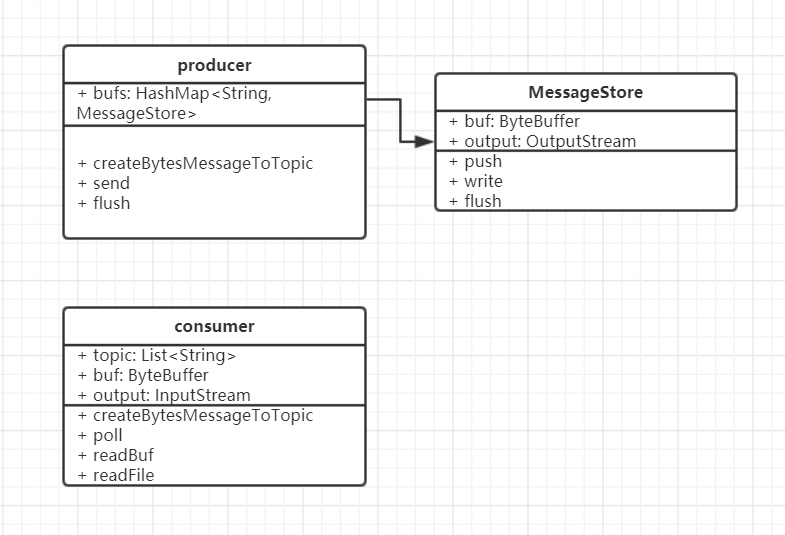 producer
+ bufs: HashMap<String,
MessageStore>
+ createBytesMessageToTopic
+ send
+ flush
MessageStore
+ buf: ByteBuffer
+ output: OutputStream
+ push
+ write
+ flush
consumer
+ topic: List<String>
+ buf: ByteBuffer
+ output: InputStream
+ createBytesMessageToTopic
+ poll
+ readBuf
+ readFile